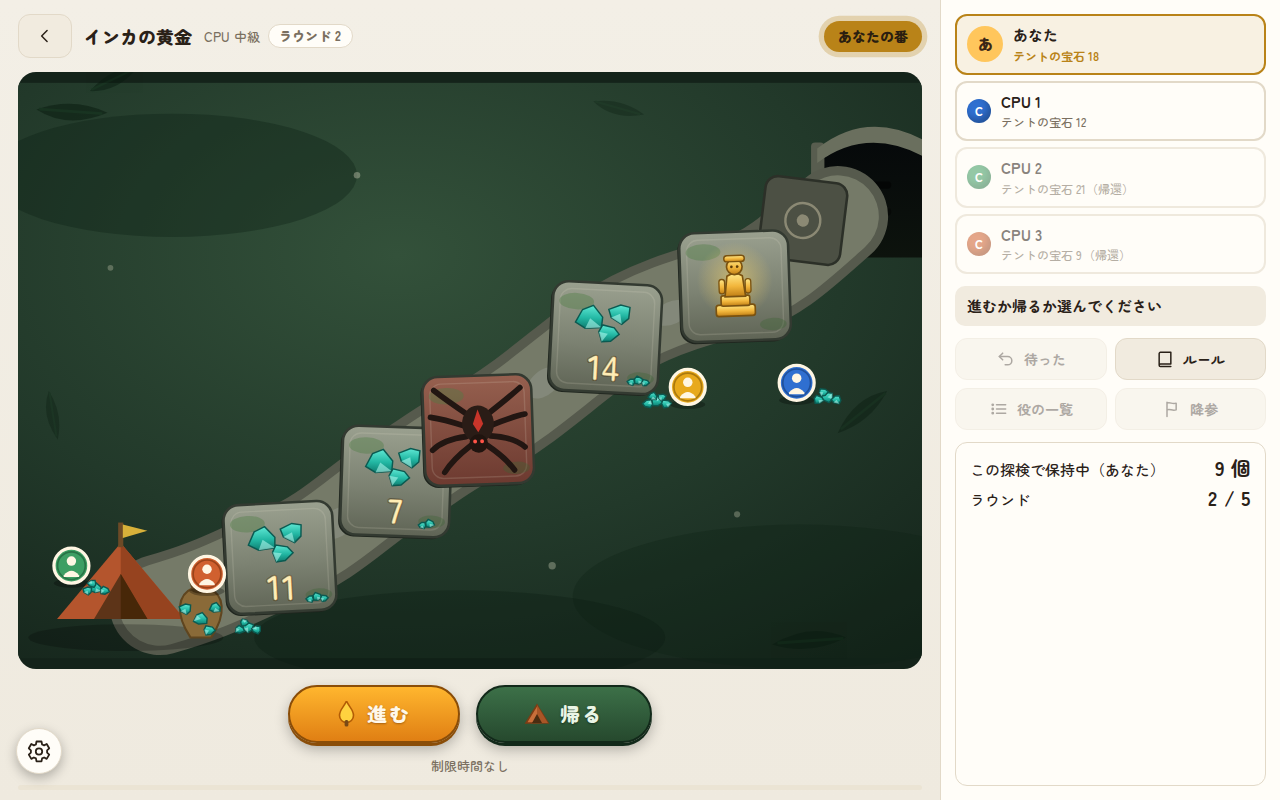 インカの黄金 CPU 中級 ラウンド 2
あなたの番
14
7
11
進む
帰る
制限時間なし
あ
あなた
テントの宝石 18
C
CPU 1
テントの宝石 12
C
CPU 2
テントの宝石 21（帰還）
C
CPU 3
テントの宝石 9（帰還）
進むか帰るか選んでください
待った
ルール
役の一覧
降参
この探検で保持中（あなた） 9 個
ラウンド 2 / 5